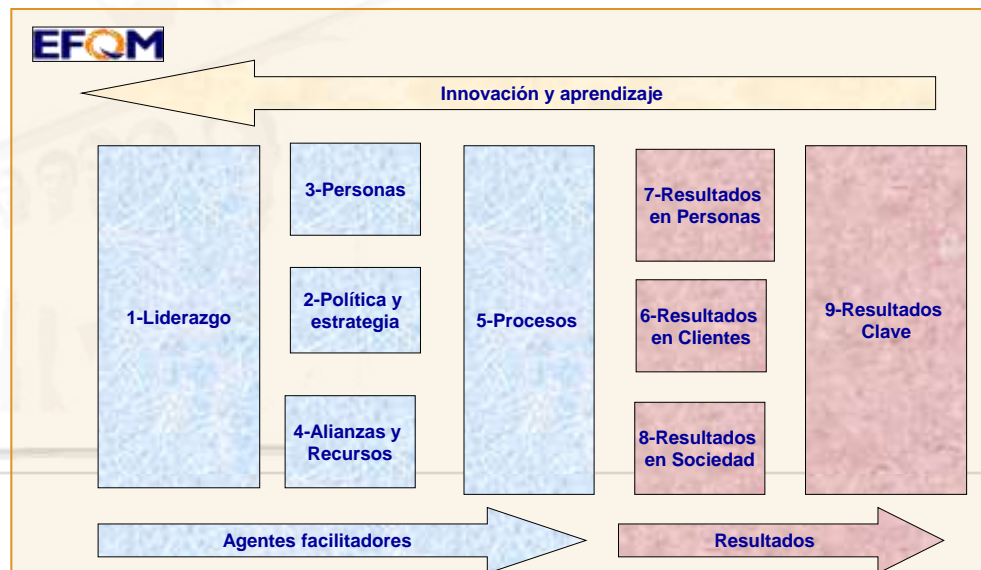 EFQM
Innovación y aprendizaje
1-Liderazgo
3-Personas
2-Política y
estrategia
4-Alianzas y
Recursos
5-Procesos
7-Resultados
en Personas
6-Resultados
en Clientes
8-Resultados
en Sociedad
9-Resultados
Clave
Agentes facilitadores
Resultados